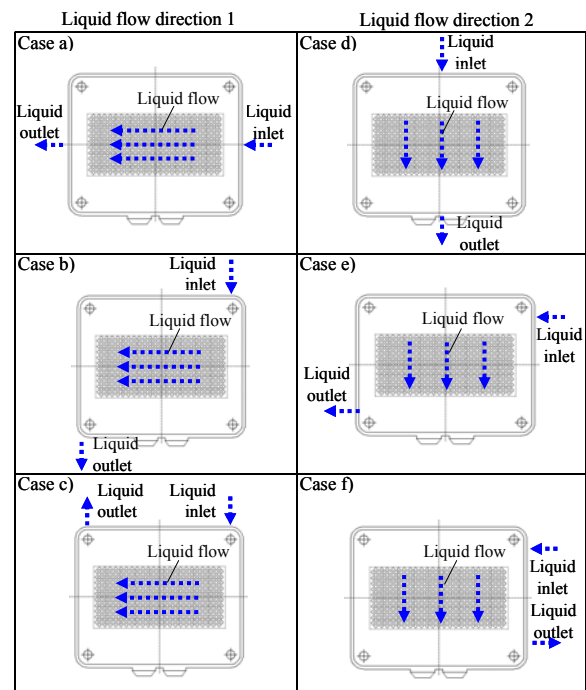 Liquid flow direction 1
Liquid flow direction 2
Case a)
Liquid
outlet
Liquid flow
Liquid
inlet
Case d)
Liquid
inlet
Liquid flow
Liquid
outlet
Case b)
Liquid
inlet
Liquid flow
Liquid
outlet
Case e)
Liquid flow
Liquid
inlet
Liquid
outlet
Case c)
Liquid
outlet
Liquid
inlet
Liquid flow
Case f)
Liquid flow
Liquid
inlet
Liquid
outlet